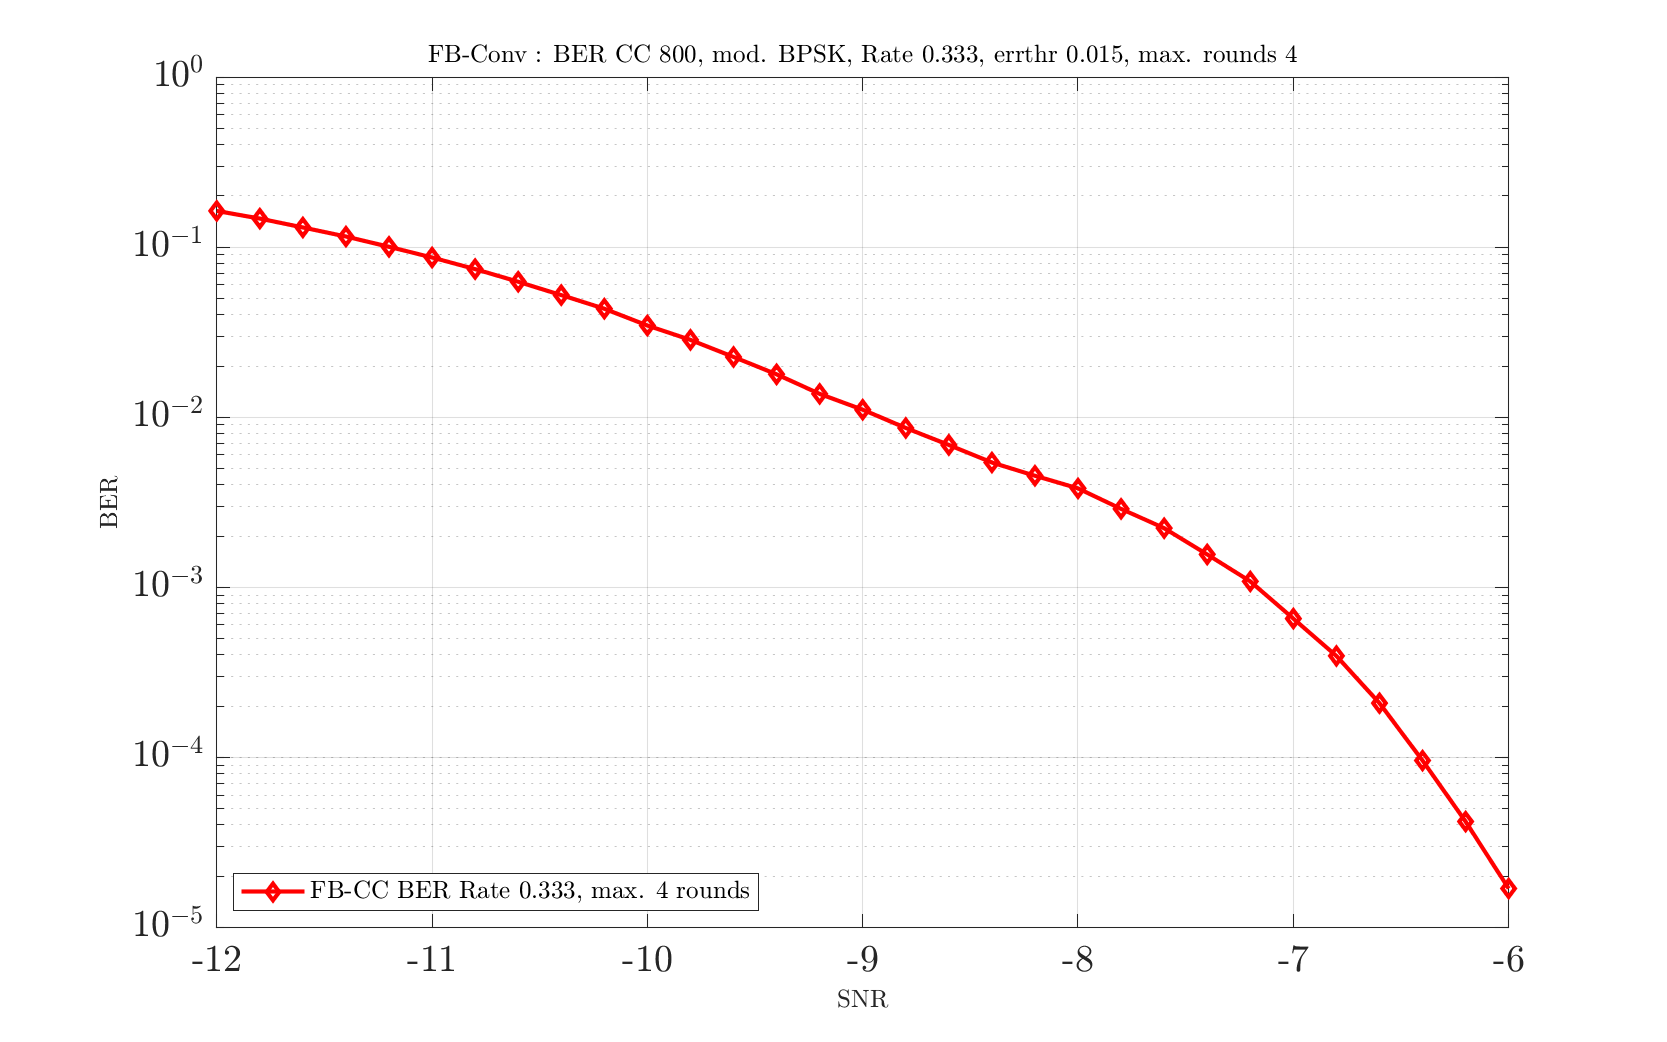 FB-Conv : BER CC 800, mod. BPSK, Rate 0.333, errthr 0.015, max. rounds 4
10^0
10^{-1}
10^{-2}
10^{-3}
10^{-4}
10^{-5}
BER
FB-CC BER Rate 0.333, max. 4 rounds
-12 -11 -10 -9 -8 -7 -6
SNR